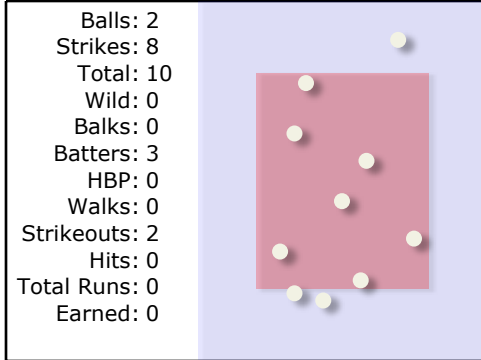 Balls: 2
Strikes: 8
Total: 10
Wild: 0
Balks: 0
Batters: 3
HBP: 0
Walks: 0
Strikeouts: 2
Hits: 0
Total Runs: 0
Earned: 0